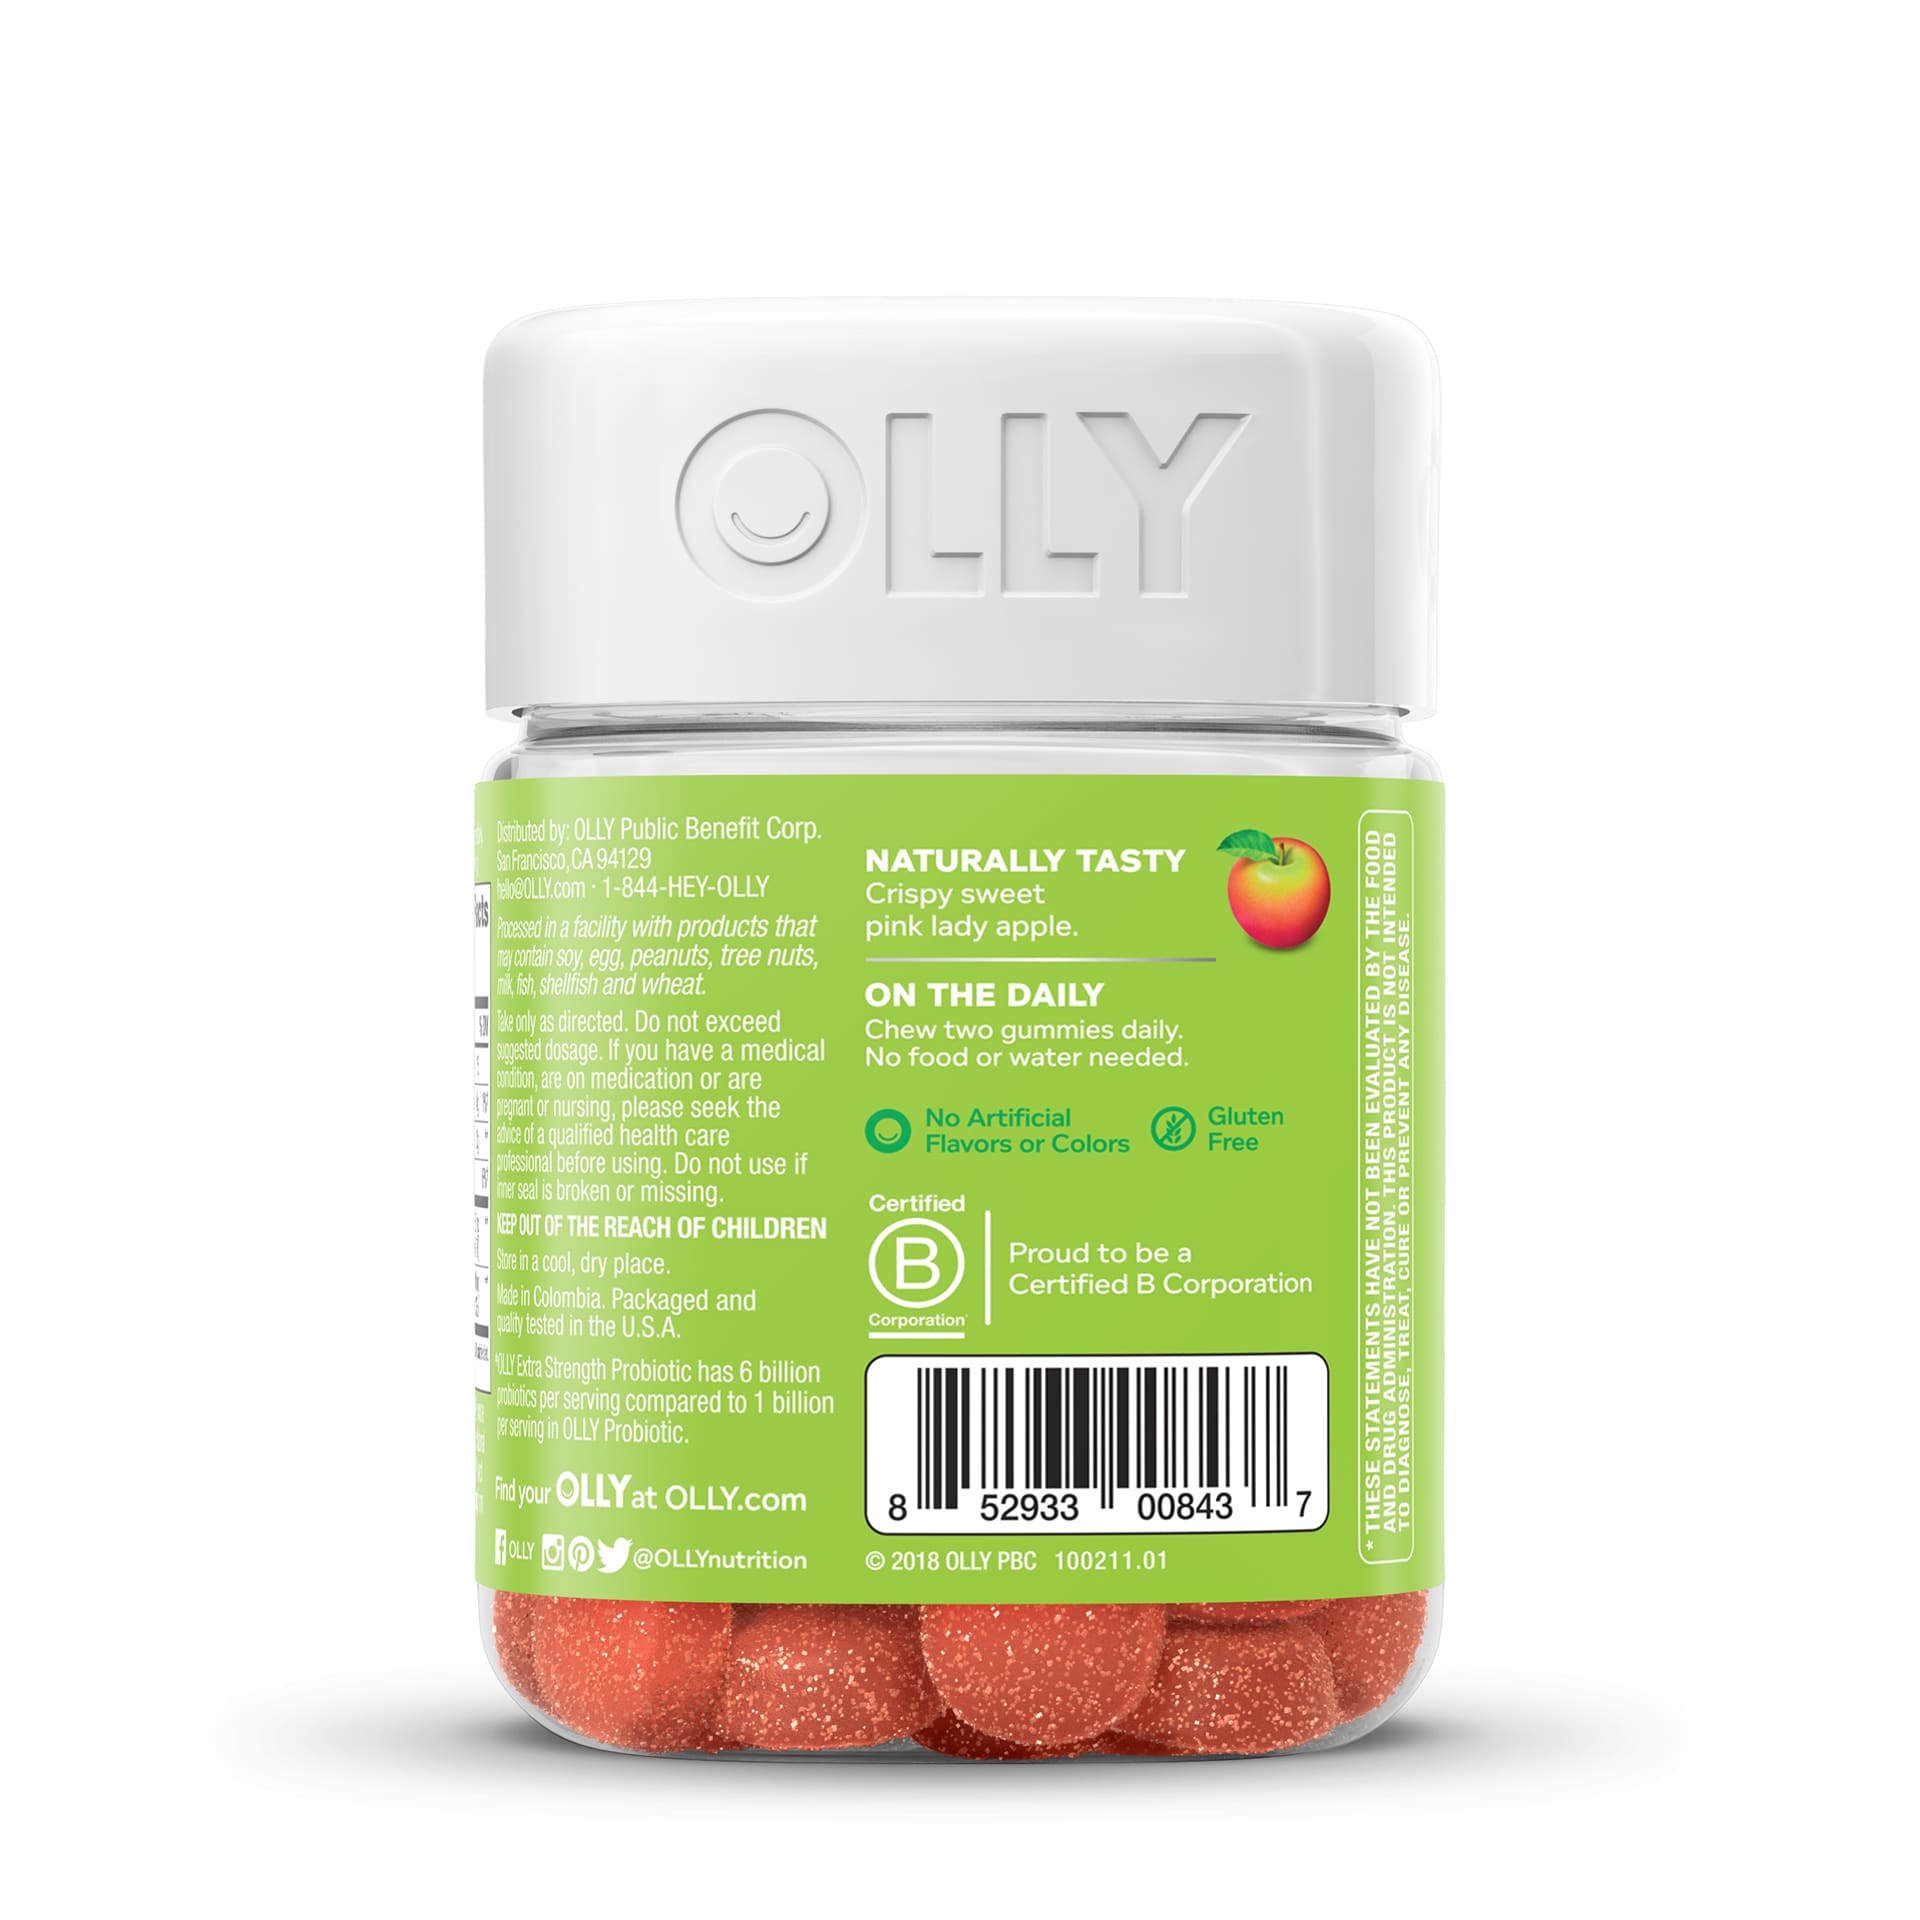 OLLY
Distributed by: OLLY Public Benefit Corp.
San Francisco, CA 94129
hello@OLLY.com · 1-844-HEY-OLLY
Processed in a facility with products that
may contain soy, egg, peanuts, tree nuts,
milk, fish, shellfish and wheat.
Take only as directed. Do not exceed
suggested dosage. If you have a medical
condition, are on medication or are
pregnant or nursing, please seek the
advice of a qualified health care
professional before using. Do not use if
inner seal is broken or missing.
KEEP OUT OF THE REACH OF CHILDREN
Store in a cool, dry place.
Made in Colombia. Packaged and
quality tested in the U.S.A.
*OLLY Extra Strength Probiotic has 6 billion
probiotics per serving compared to 1 billion
per serving in OLLY Probiotic.
Find your OLLY at OLLY.com
f OLLY @OLLYnutrition
NATURALLY TASTY
Crispy sweet
pink lady apple.
ON THE DAILY
Chew two gummies daily.
No food or water needed.
No Artificial
Flavors or Colors
Gluten
Free
Certified
B
Corporation
Proud to be a
Certified B Corporation
8 52933 00843 7
© 2018 OLLY PBC 100211.01
* THESE STATEMENTS HAVE NOT BEEN EVALUATED BY THE FOOD
AND DRUG ADMINISTRATION. THIS PRODUCT IS NOT INTENDED
TO DIAGNOSE, TREAT, CURE OR PREVENT ANY DISEASE.